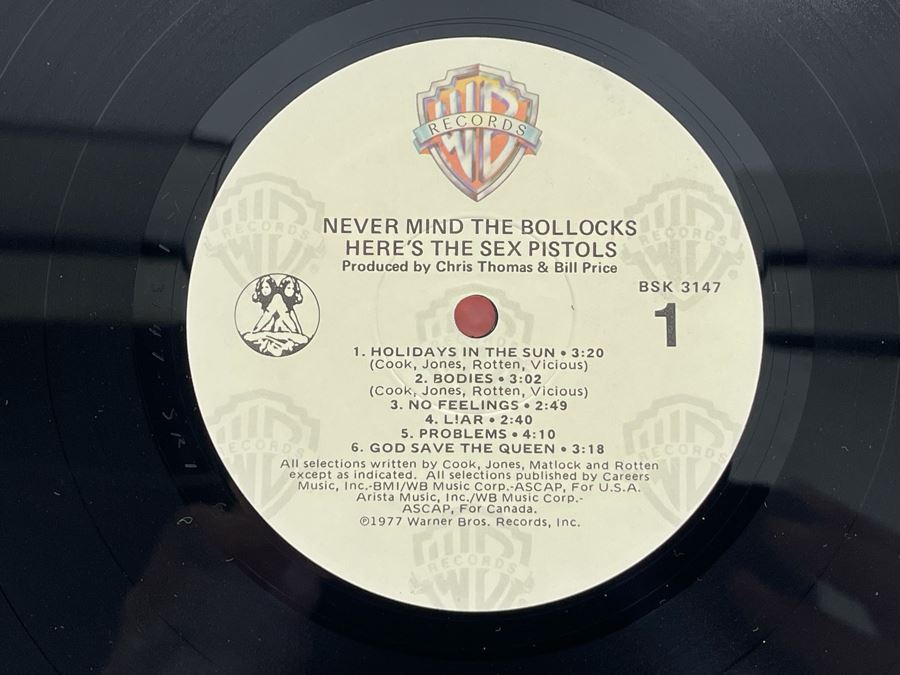 WB
RECORDS
NEVER MIND THE BOLLOCKS
HERE'S THE SEX PISTOLS
Produced by Chris Thomas & Bill Price
BSK 3147
1
1. HOLIDAYS IN THE SUN • 3:20
(Cook, Jones, Rotten, Vicious)
2. BODIES • 3:02
(Cook, Jones, Rotten, Vicious)
3. NO FEELINGS • 2:49
4. L!AR • 2:40
5. PROBLEMS • 4:10
6. GOD SAVE THE QUEEN • 3:18
All selections written by Cook, Jones, Matlock and Rotten
except as indicated. All selections published by Careers
Music, Inc.-BMI/WB Music Corp.-ASCAP, For U.S.A.
Arista Music, Inc./WB Music Corp.-
ASCAP, For Canada.
℗1977 Warner Bros. Records, Inc.